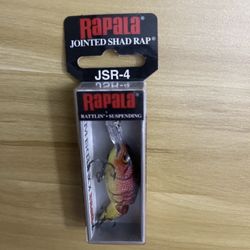 RAPALA
JOINTED SHAD RAP®
JSR-4
RAPALA
RATTLIN' · SUSPENDING